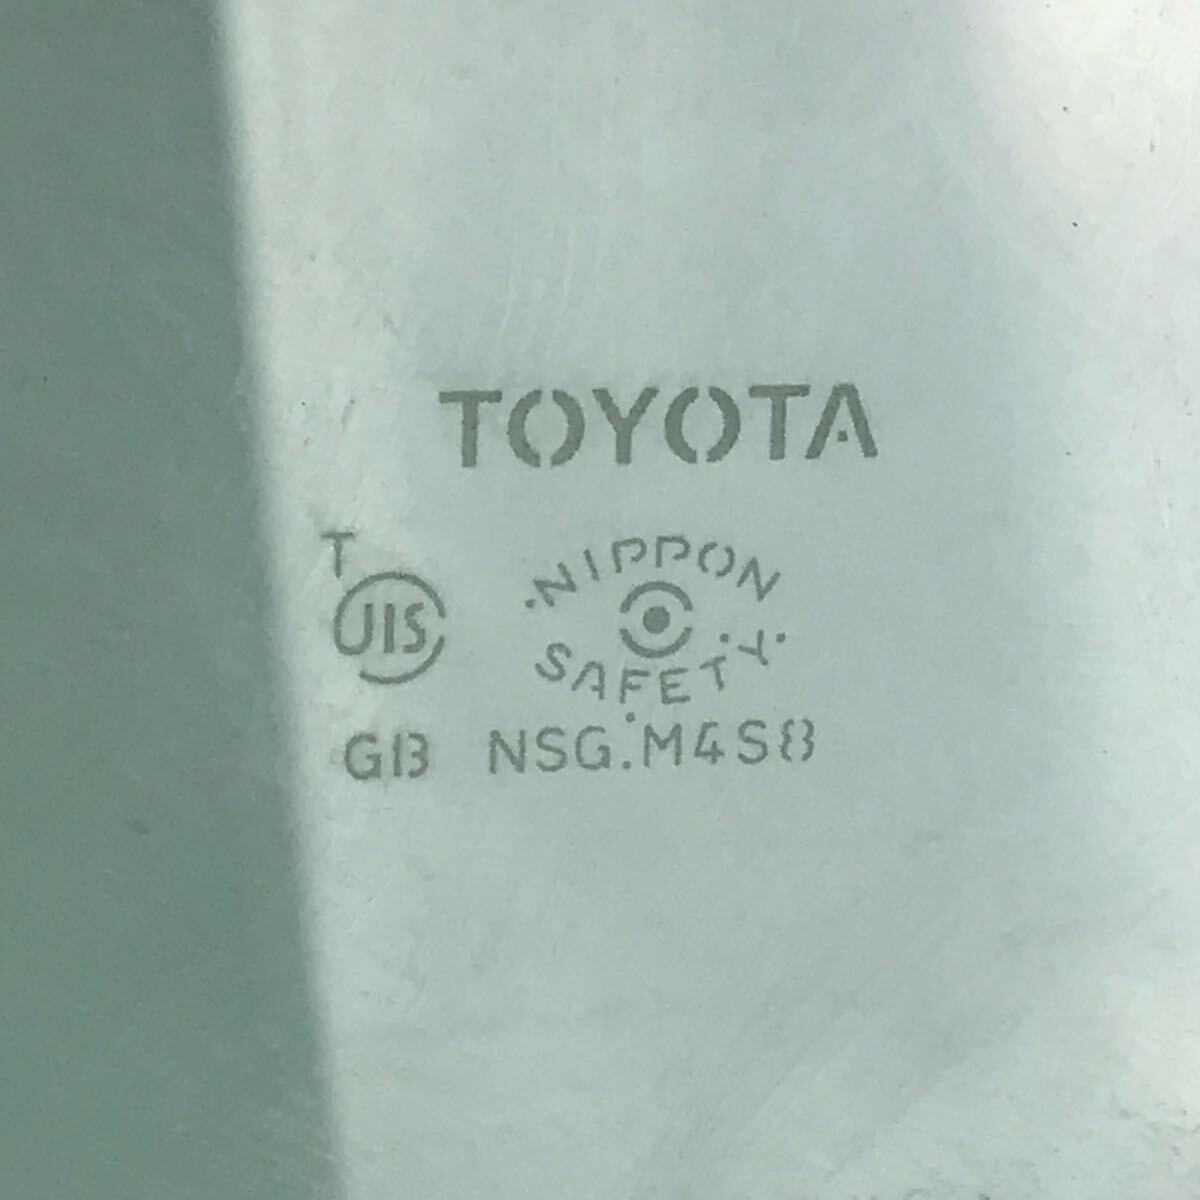 TOYOTA
T
JIS
·NIPPON
SAFETY·
GB NSG.M4S8